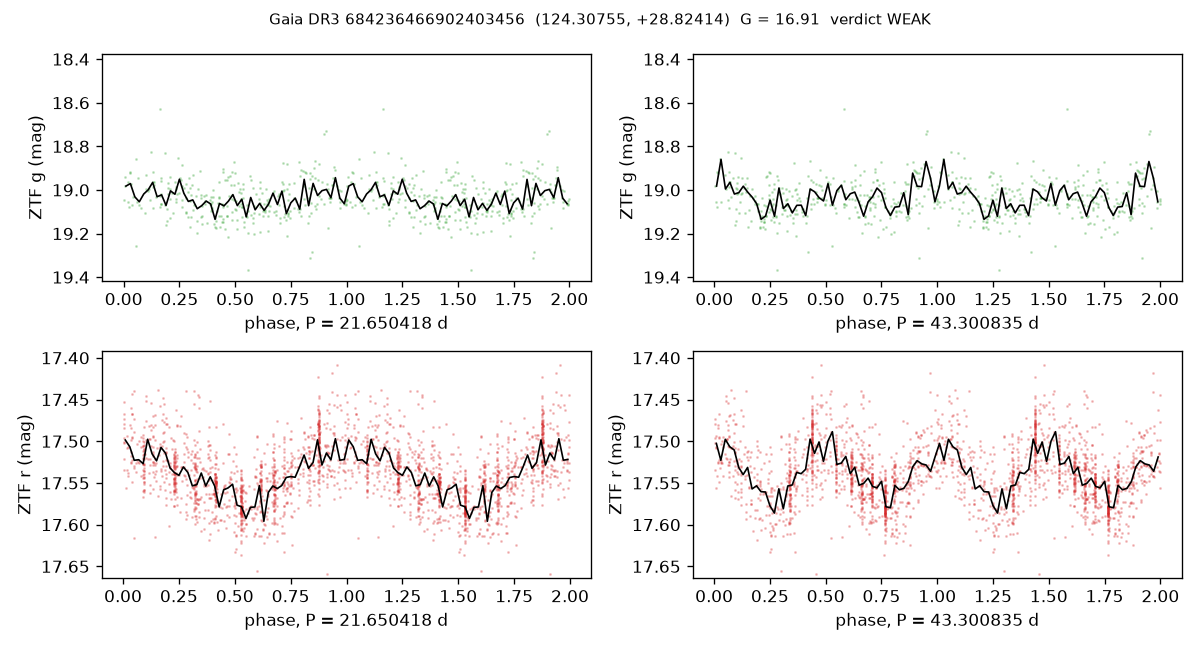 Gaia DR3 684236466902403456  (124.30755, +28.82414)  G = 16.91  verdict WEAK
ZTF g (mag)
18.4
18.6
18.8
19.0
19.2
19.4
0.00 0.25 0.50 0.75 1.00 1.25 1.50 1.75 2.00
phase, P = 21.650418 d
ZTF g (mag)
18.4
18.6
18.8
19.0
19.2
19.4
0.00 0.25 0.50 0.75 1.00 1.25 1.50 1.75 2.00
phase, P = 43.300835 d
ZTF r (mag)
17.40
17.45
17.50
17.55
17.60
17.65
0.00 0.25 0.50 0.75 1.00 1.25 1.50 1.75 2.00
phase, P = 21.650418 d
ZTF r (mag)
17.40
17.45
17.50
17.55
17.60
17.65
0.00 0.25 0.50 0.75 1.00 1.25 1.50 1.75 2.00
phase, P = 43.300835 d